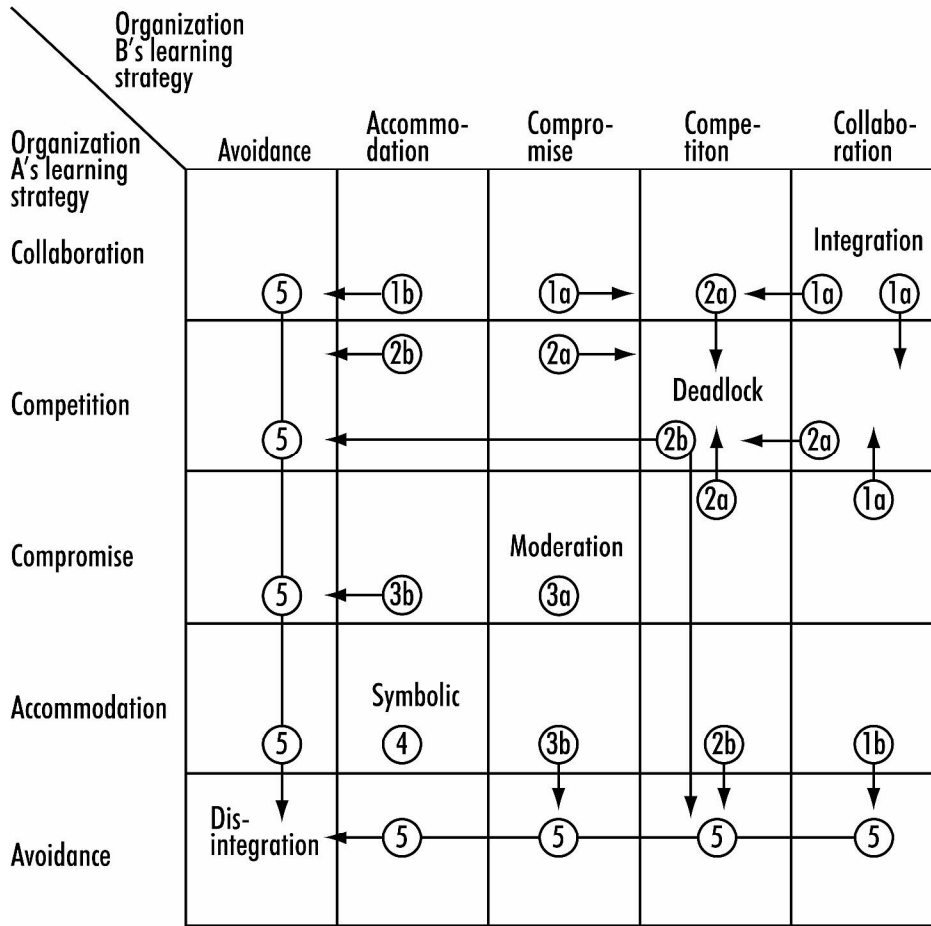 Organization
B's learning
strategy
Organization
A's learning
strategy
Avoidance
Accommo-
dation
Compro-
mise
Compe-
titon
Collabo-
ration
Collaboration
Integration
5 1b 1a 2a 1a 1a
2b 2a
Competition
Deadlock
5 2b 2a
2a 1a
Compromise
Moderation
5 3b 3a
Accommodation
Symbolic
5 4 3b 2b 1b
Avoidance
Dis-
integration
5 5 5 5